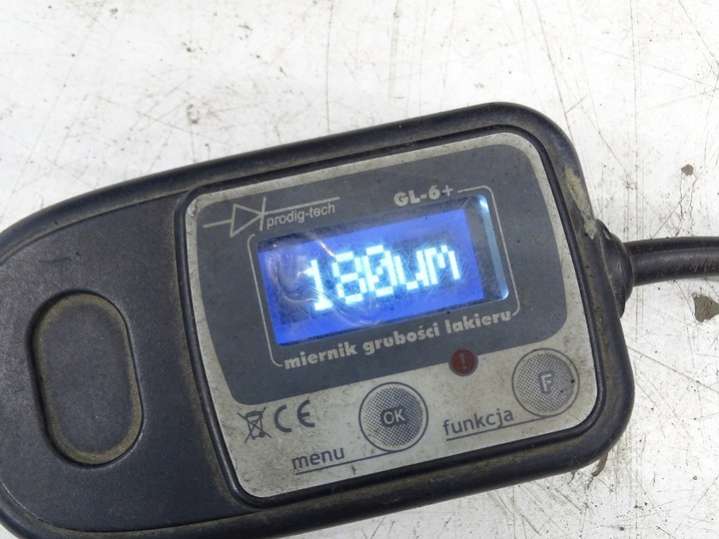 GL-6+
prodig-tech
180um
miernik grubości lakieru
CE
menu OK
funkcja F